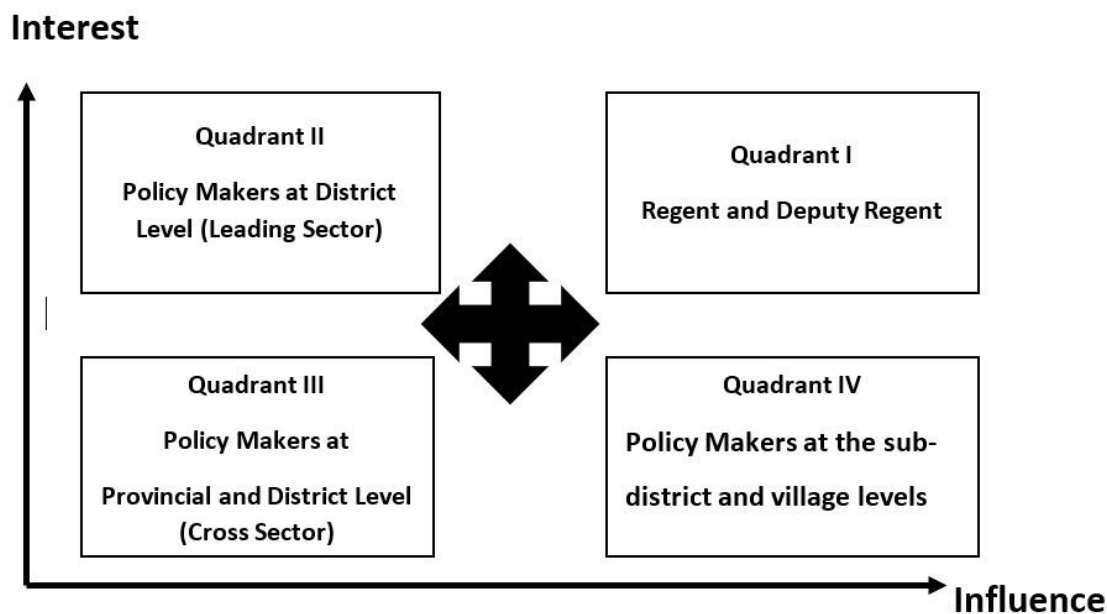 Interest
Quadrant II
Policy Makers at District
Level (Leading Sector)
Quadrant I
Regent and Deputy Regent
Quadrant III
Policy Makers at
Provincial and District Level
(Cross Sector)
Quadrant IV
Policy Makers at the sub-
district and village levels
Influence